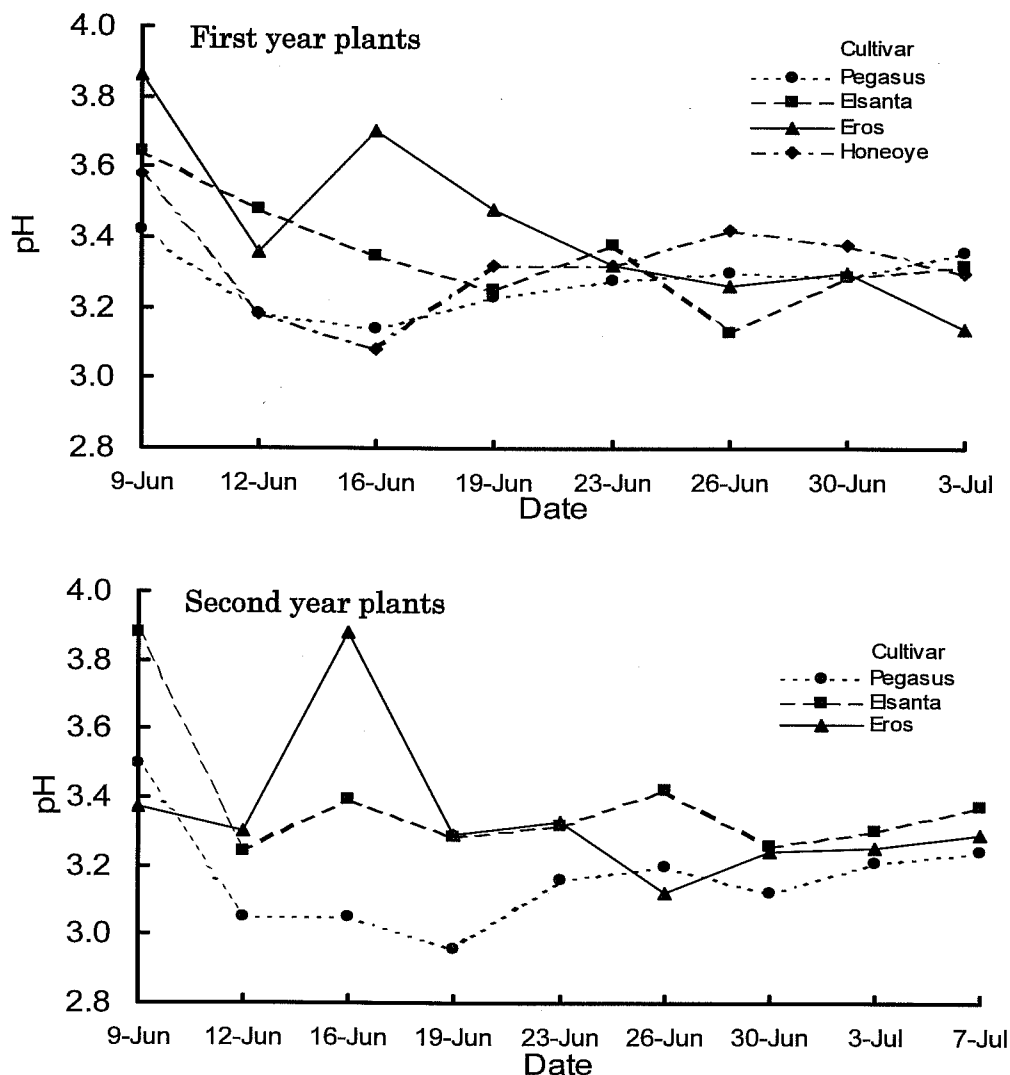 First year plants
Cultivar
Pegasus
Elsanta
Eros
Honeoye
pH
4.0
3.8
3.6
3.4
3.2
3.0
2.8
9-Jun 12-Jun 16-Jun 19-Jun 23-Jun 26-Jun 30-Jun 3-Jul
Date
Second year plants
Cultivar
Pegasus
Elsanta
Eros
pH
4.0
3.8
3.6
3.4
3.2
3.0
2.8
9-Jun 12-Jun 16-Jun 19-Jun 23-Jun 26-Jun 30-Jun 3-Jul 7-Jul
Date